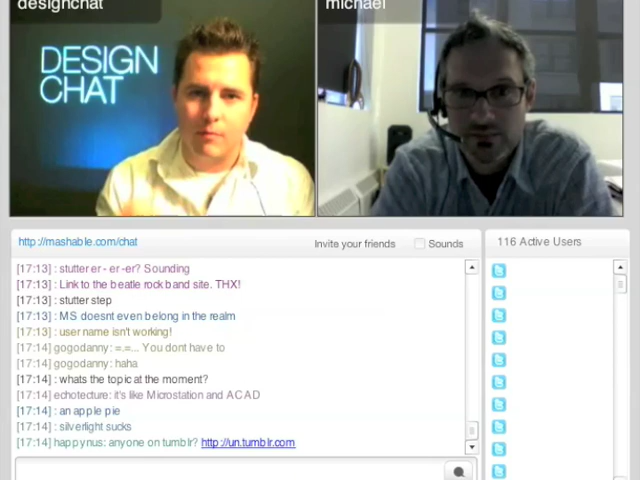 designchat
michael
DESIGN
CHAT
http://mashable.com/chat
Invite your friends
Sounds
116 Active Users
[17:13] : stutter er - er -er? Sounding
[17:13] : Link to the beatle rock band site. THX!
[17:13] : stutter step
[17:13] : MS doesnt even belong in the realm
[17:13] : user name isn't working!
[17:14] gogodanny: =.=... You dont have to
[17:14] gogodanny: haha
[17:14] : whats the topic at the moment?
[17:14] echotecture: it's like Microstation and ACAD
[17:14] : an apple pie
[17:14] : silverlight sucks
[17:14] happynus: anyone on tumblr? http://un.tumblr.com